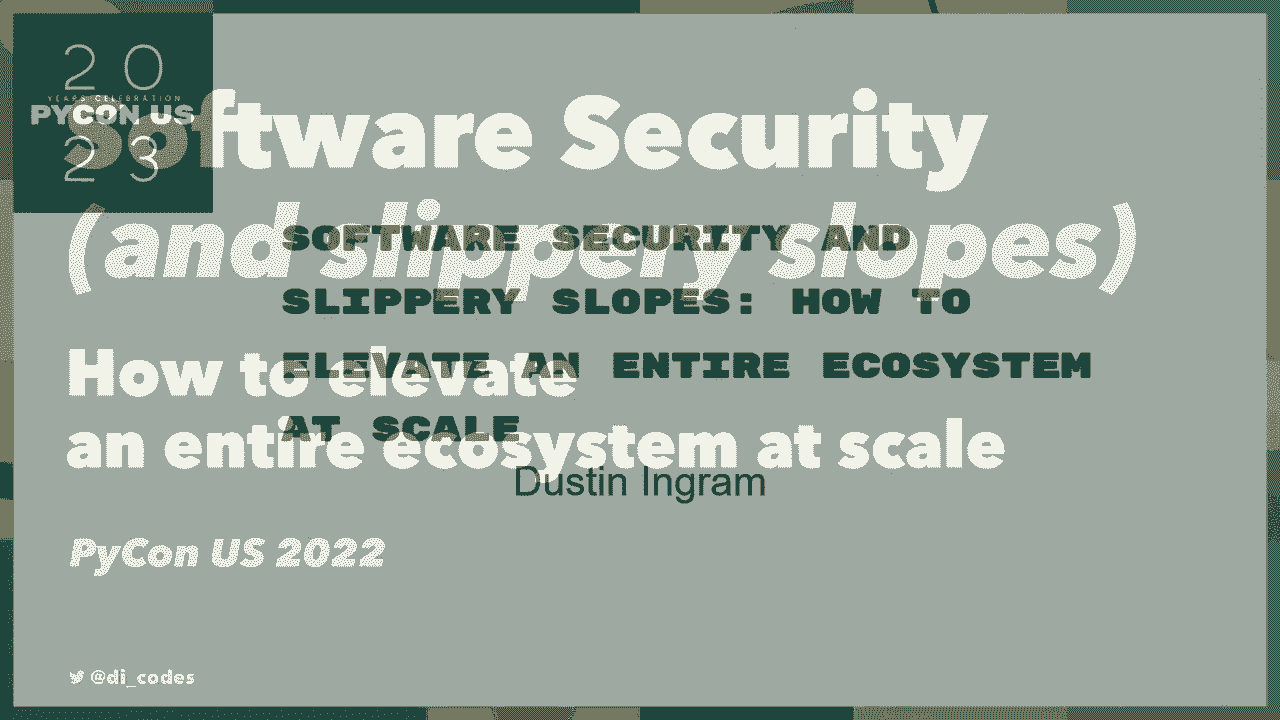 20
YEARS CELEBRATION
PYCON US
23
Software Security
(and slippery slopes)
How to elevate
an entire ecosystem at scale
PyCon US 2022
@di_codes
SOFTWARE SECURITY AND
SLIPPERY SLOPES: HOW TO
ELEVATE AN ENTIRE ECOSYSTEM
AT SCALE
Dustin Ingram